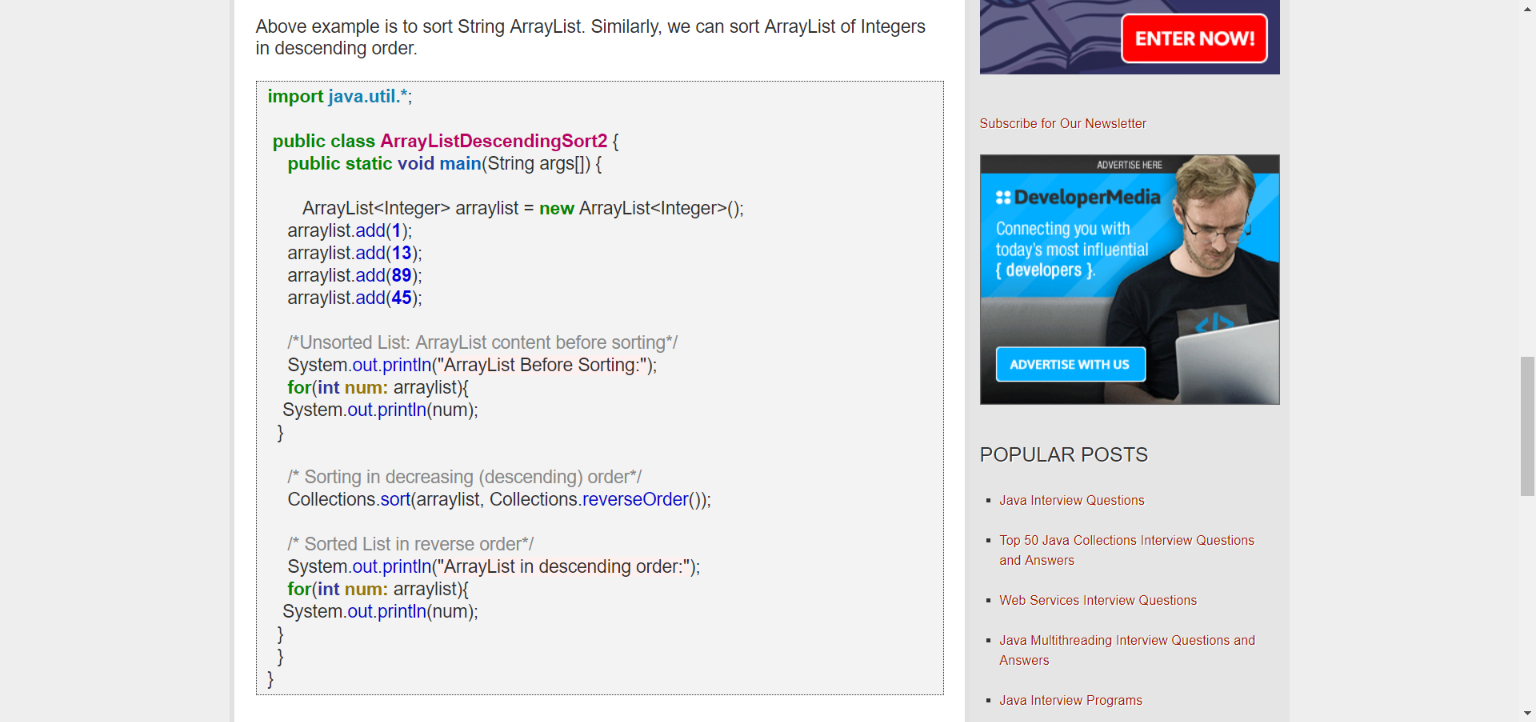 Above example is to sort String ArrayList. Similarly, we can sort ArrayList of Integers
in descending order.
import java.util.*;
public class ArrayListDescendingSort2 {
public static void main(String args[]) {
ArrayList<Integer> arraylist = new ArrayList<Integer>();
arraylist.add(1);
arraylist.add(13);
arraylist.add(89);
arraylist.add(45);
/*Unsorted List: ArrayList content before sorting*/
System.out.println("ArrayList Before Sorting:");
for(int num: arraylist){
System.out.println(num);
}
/* Sorting in decreasing (descending) order*/
Collections.sort(arraylist, Collections.reverseOrder());
/* Sorted List in reverse order*/
System.out.println("ArrayList in descending order:");
for(int num: arraylist){
System.out.println(num);
}
}
}
ENTER NOW!
Subscribe for Our Newsletter
ADVERTISE HERE
DeveloperMedia
Connecting you with
today's most influential
{ developers }.
</>
ADVERTISE WITH US
POPULAR POSTS
Java Interview Questions
Top 50 Java Collections Interview Questions
and Answers
Web Services Interview Questions
Java Multithreading Interview Questions and
Answers
Java Interview Programs